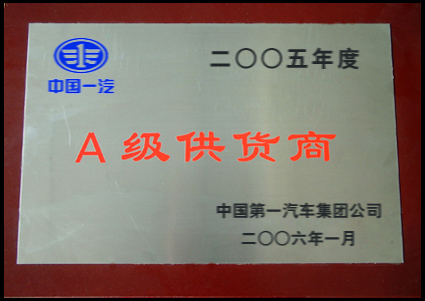 中国一汽
二〇〇五年度
A级供货商
中国第一汽车集团公司
二〇〇六年一月